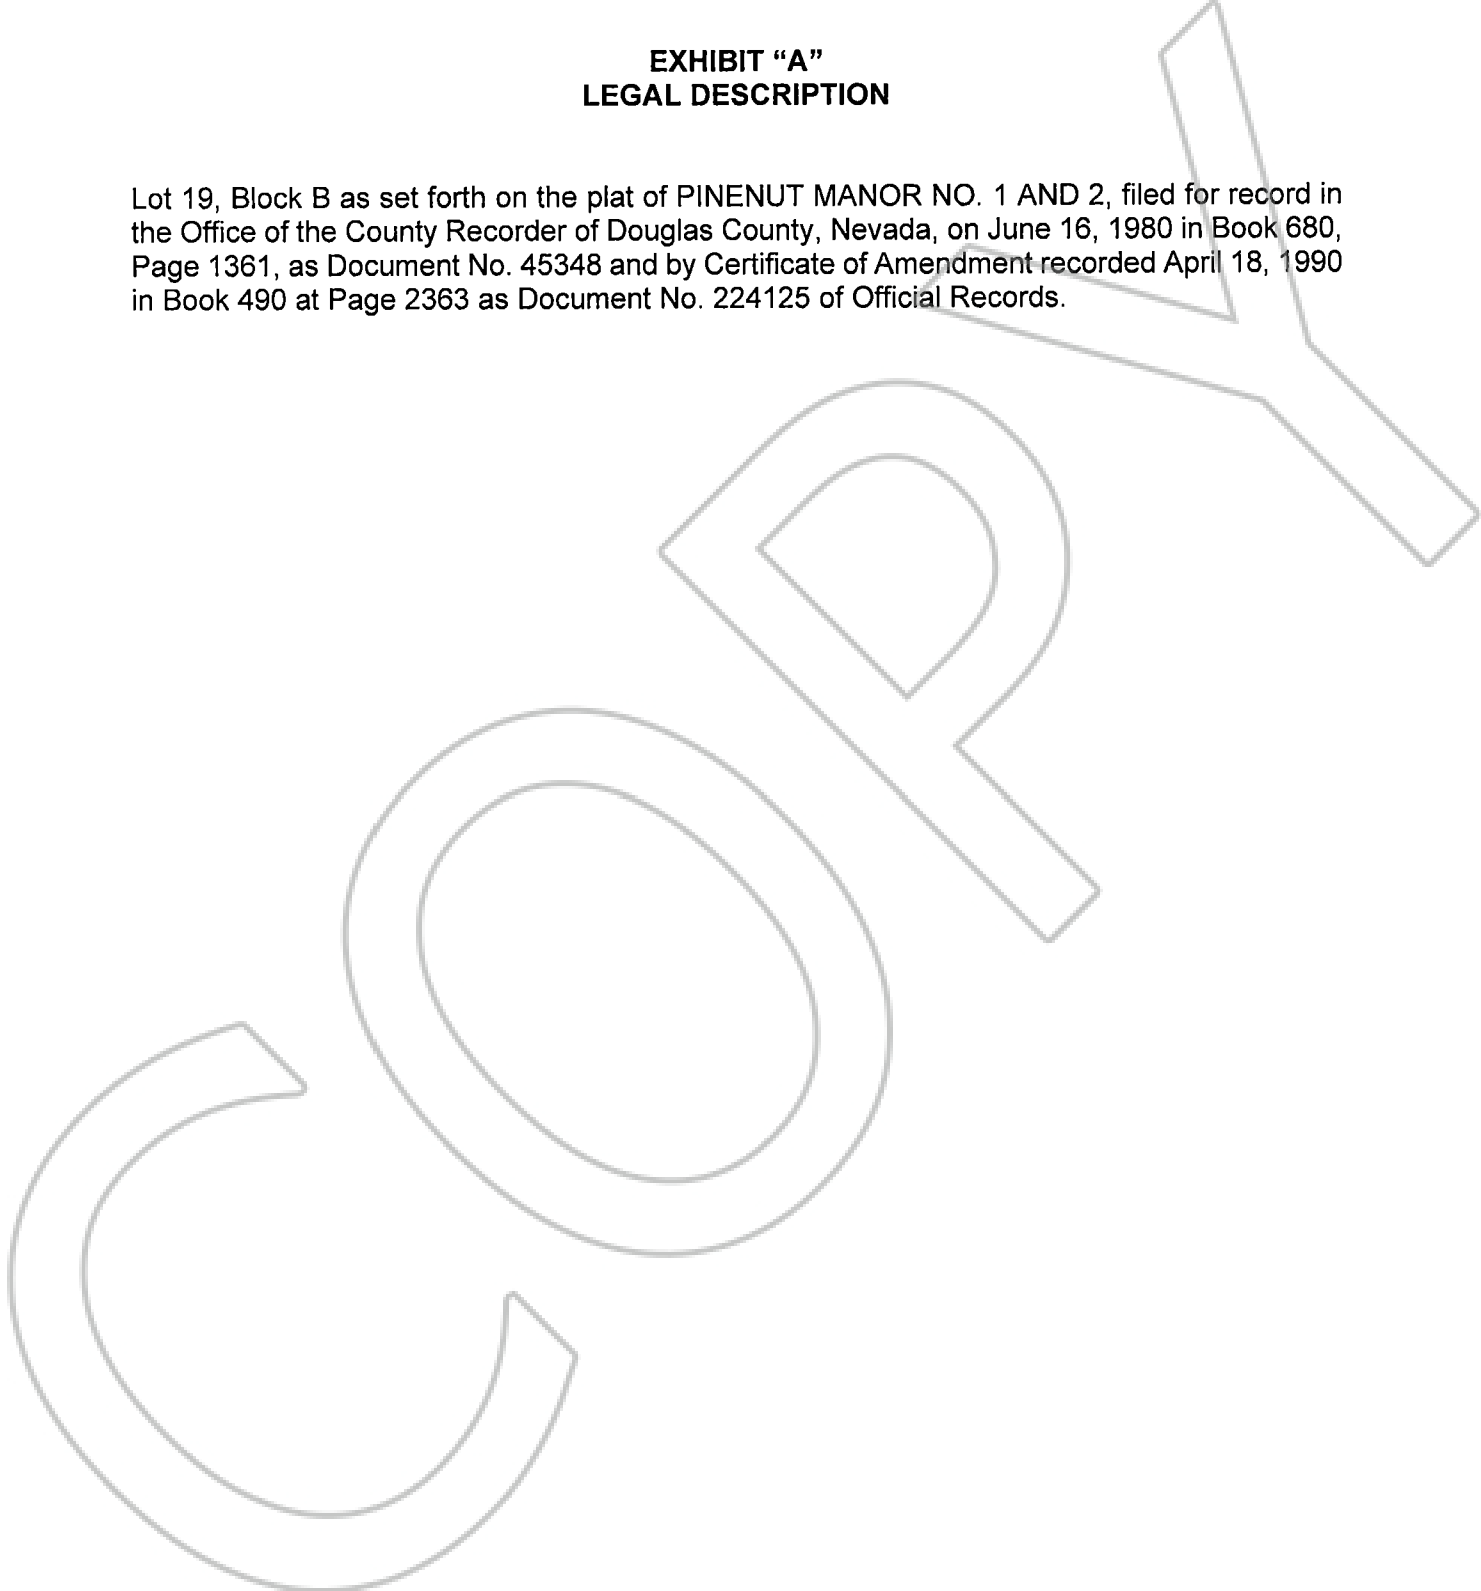 EXHIBIT “A”
LEGAL DESCRIPTION
Lot 19, Block B as set forth on the plat of PINENUT MANOR NO. 1 AND 2, filed for record in
the Office of the County Recorder of Douglas County, Nevada, on June 16, 1980 in Book 680,
Page 1361, as Document No. 45348 and by Certificate of Amendment recorded April 18, 1990
in Book 490 at Page 2363 as Document No. 224125 of Official Records.
COPY